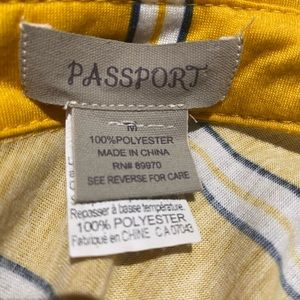 PASSPORT
M
100%POLYESTER
MADE IN CHINA
RN# 89970
SEE REVERSE FOR CARE
Repasser à basse température.
100% POLYESTER
Fabriqué en CHINE CA 07043